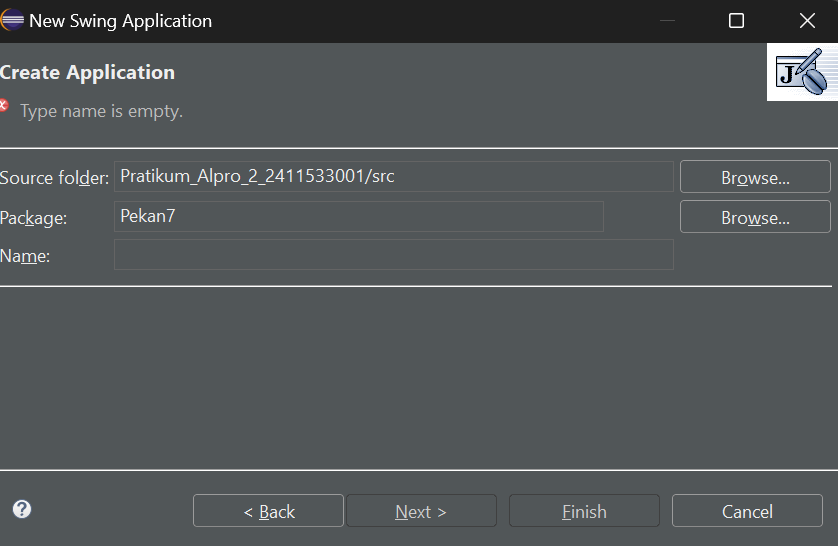 New Swing Application
Create Application
Type name is empty.
Source folder: Pratikum_Alpro_2_2411533001/src Browse...
Package: Pekan7 Browse...
Name:
< Back Next > Finish Cancel